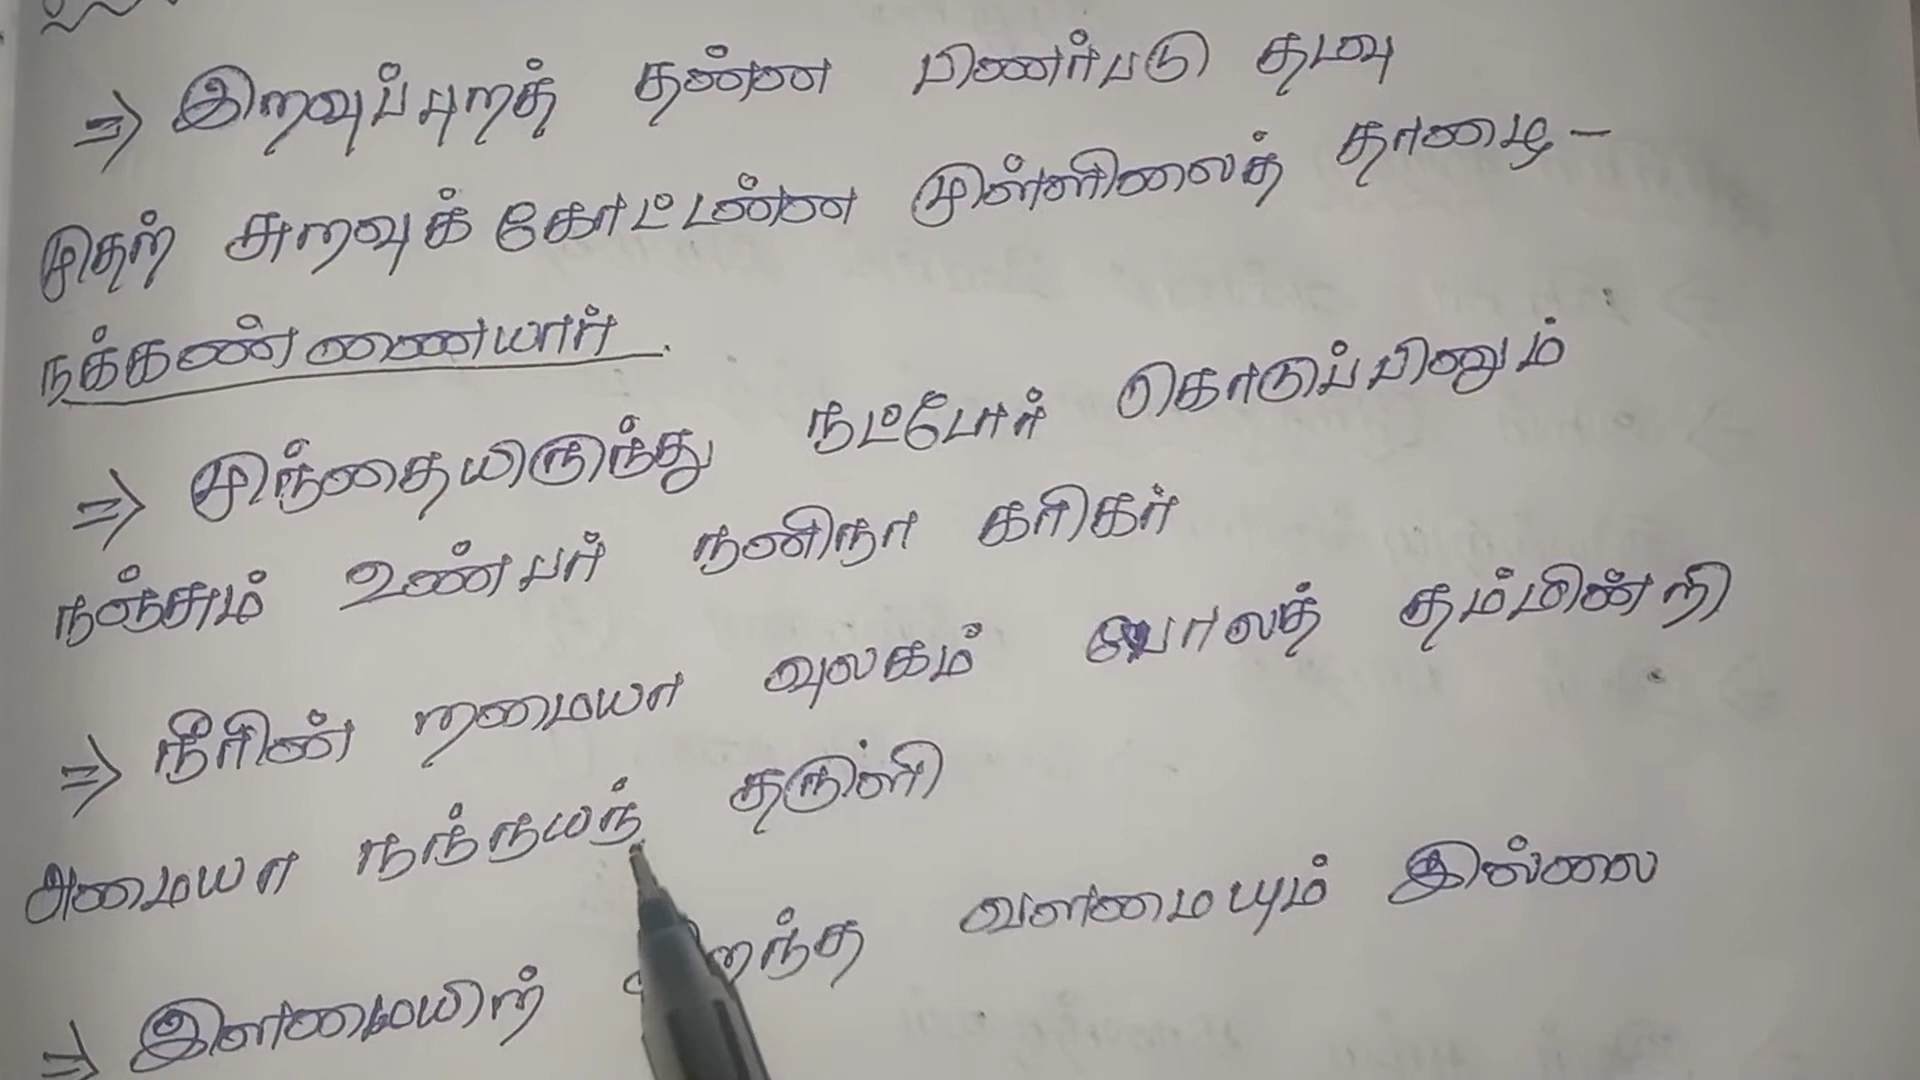 ⇒ இறவுப்புறத் தன்ன பிணர்படு தடவு
முதற் சுறவுக் கோட்டன்ன முள்ளிலைத் தாழை –
நக்கண்ணையார்.
⇒ முந்தையிருந்து நட்டோர் கொடுப்பினும்
நஞ்சும் உண்பர் நனிநா கரிகர்
⇒ நீரின் றமையா வுலகம் போலத் தம்மின்றி
அமையா நந்நயந் தருளி
⇒ இளமையிற் வளமையும் இல்லை